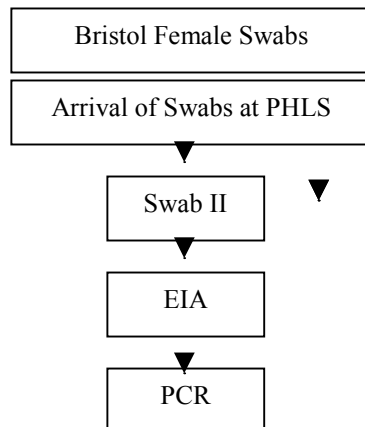 Bristol Female Swabs
Arrival of Swabs at PHLS
Swab II
EIA
PCR